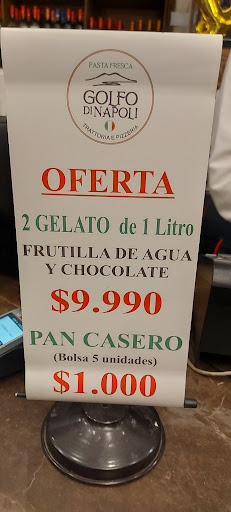 PASTA FRESCA
GOLFO
DI NAPOLI
TRATTORIA E PIZZERIA
OFERTA
2 GELATO de 1 Litro
FRUTILLA DE AGUA
Y CHOCOLATE
$9.990
PAN CASERO
(Bolsa 5 unidades)
$1.000